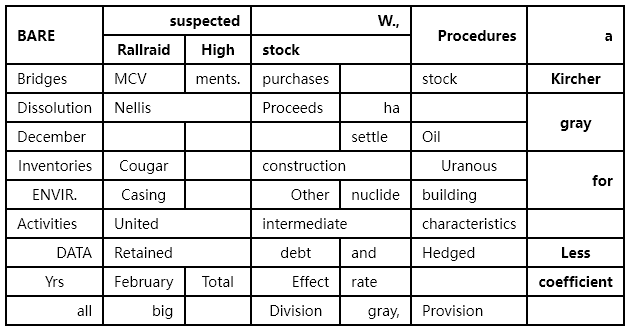 BARE suspected W., Procedures a
Rallraid High stock
Bridges MCV ments. purchases stock Kircher
Dissolution Nellis Proceeds ha gray
December settle Oil
Inventories Cougar construction Uranous for
ENVIR. Casing Other nuclide building
Activities United intermediate characteristics
DATA Retained debt and Hedged Less
Yrs February Total Effect rate coefficient
all big Division gray, Provision